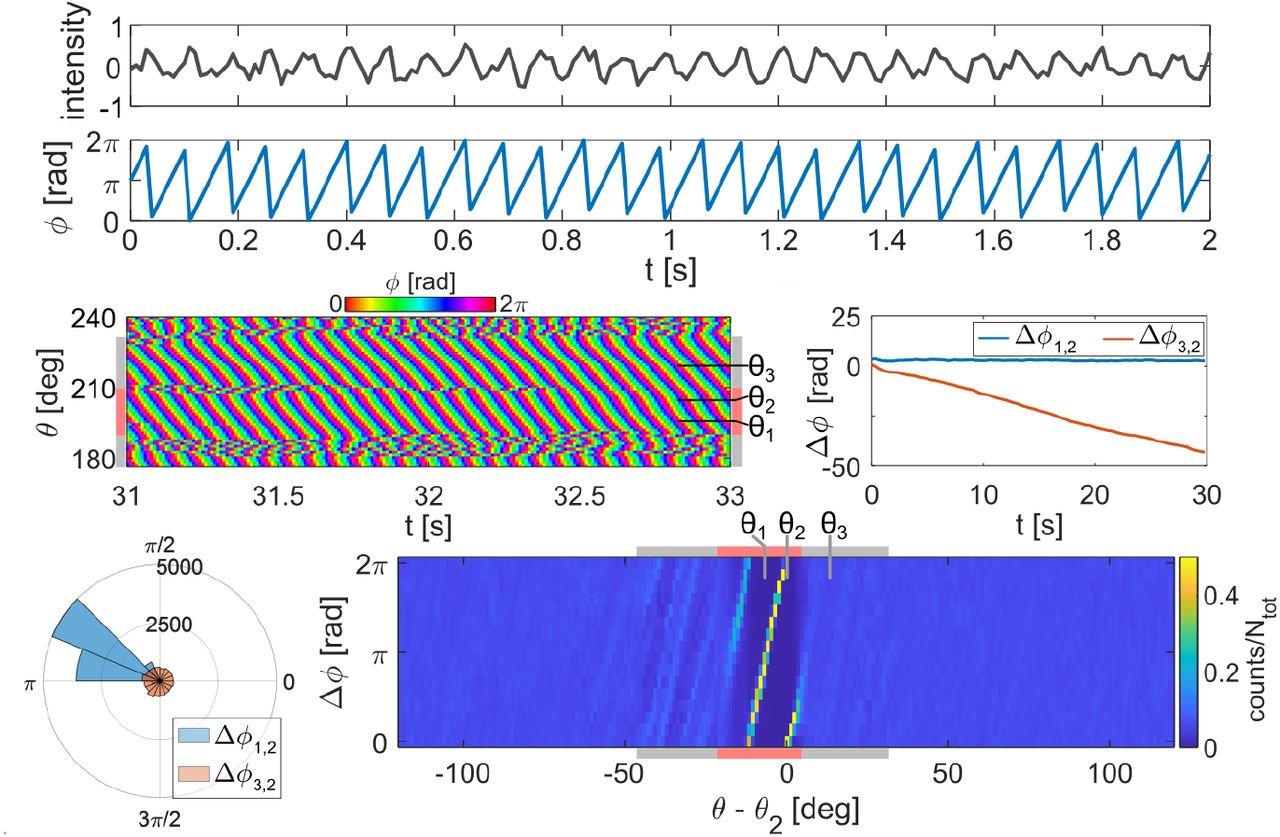 1
0
-1
intensity
2π
π
0
ϕ [rad]
0 0.2 0.4 0.6 0.8 1 1.2 1.4 1.6 1.8 2
t [s]
ϕ [rad]
0 2π
240
210
180
θ [deg]
θ3
θ2
θ1
31 31.5 32 32.5 33
t [s]
25
0
-50
Δϕ [rad]
Δϕ1,2 Δϕ3,2
0 10 20 30
t [s]
π/2
5000
2500
π
0
3π/2
Δϕ1,2
Δϕ3,2
θ1 θ2 θ3
2π
π
0
Δϕ [rad]
-100 -50 0 50 100
θ - θ2 [deg]
0.4
0.2
0
counts/Ntot